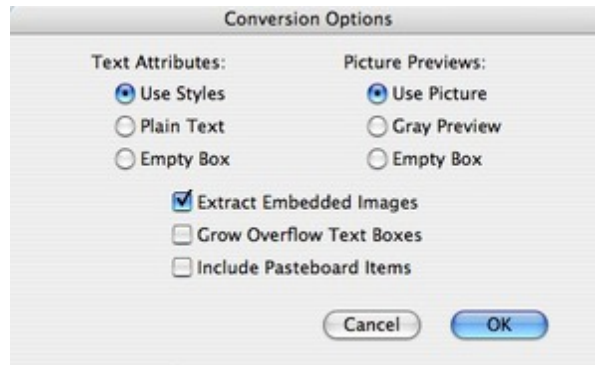 Conversion Options
Text Attributes: Picture Previews:
Use Styles Use Picture
Plain Text Gray Preview
Empty Box Empty Box
Extract Embedded Images
Grow Overflow Text Boxes
Include Pasteboard Items
Cancel OK